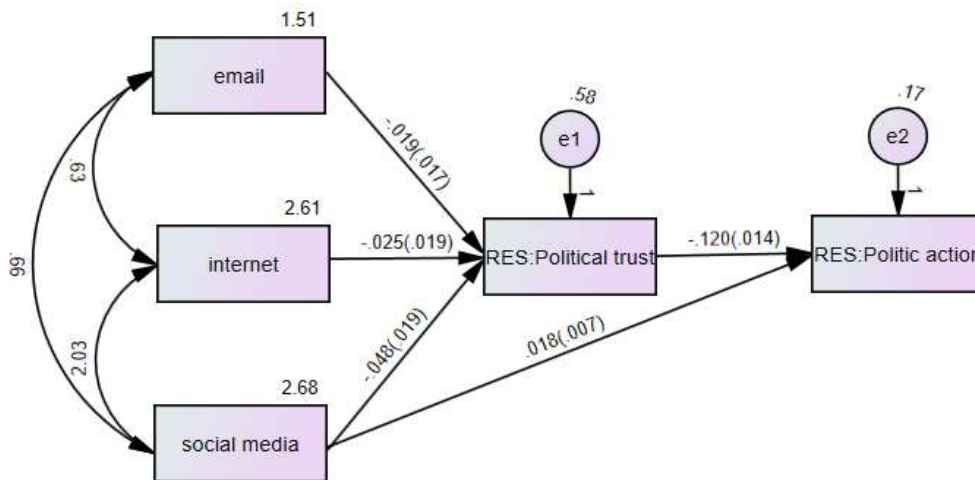 1.51
email
.63
.66
2.61
internet
2.03
2.68
social media
-.019(.017)
-.025(.019)
-.048(.019)
.58
e1
1
RES:Political trust
-.120(.014)
.018(.007)
.17
e2
1
RES:Politic action